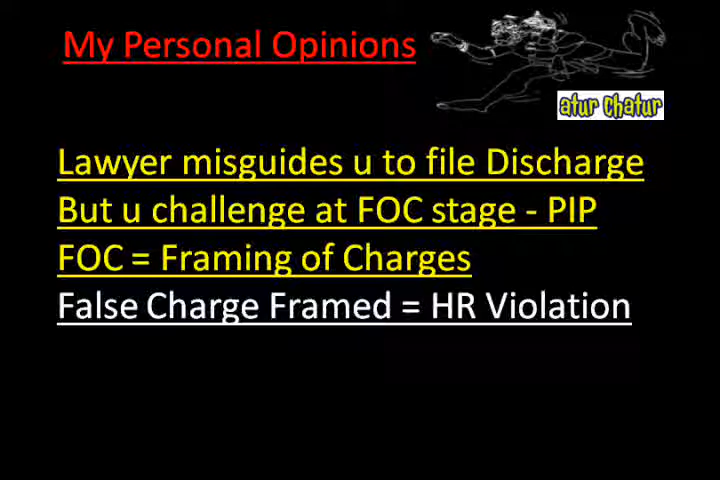 My Personal Opinions
atur chatur
Lawyer misguides u to file Discharge
But u challenge at FOC stage - PIP
FOC = Framing of Charges
False Charge Framed = HR Violation